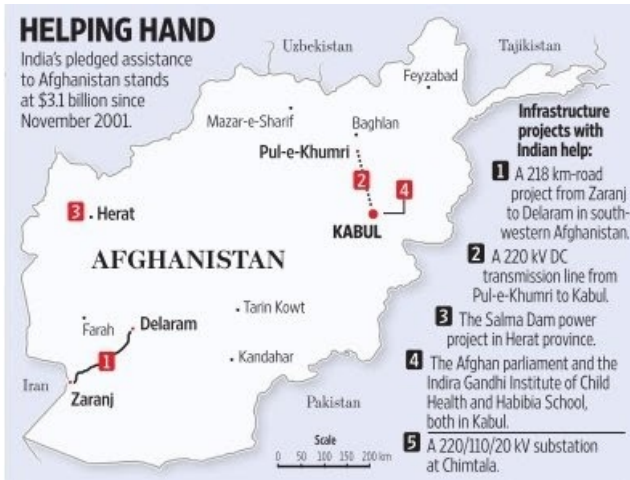 HELPING HAND
India's pledged assistance
to Afghanistan stands
at $3.1 billion since
November 2001.
Uzbekistan
Tajikistan
Feyzabad
Mazar-e-Sharif
Baghlan
Pul-e-Khumri
2
4
KABUL
3
Herat
AFGHANISTAN
Tarin Kowt
Farah
Delaram
1
Kandahar
Iran
Zaranj
Pakistan
Scale
0 50 100 150 200 km
Infrastructure
projects with
Indian help:
1 A 218 km-road
project from Zaranj
to Delaram in south-
western Afghanistan.
2 A 220 kV DC
transmission line from
Pul-e-Khumri to Kabul.
3 The Salma Dam power
project in Herat province.
4 The Afghan parliament and the
Indira Gandhi Institute of Child
Health and Habibia School,
both in Kabul.
5 A 220/110/20 kV substation
at Chimtala.